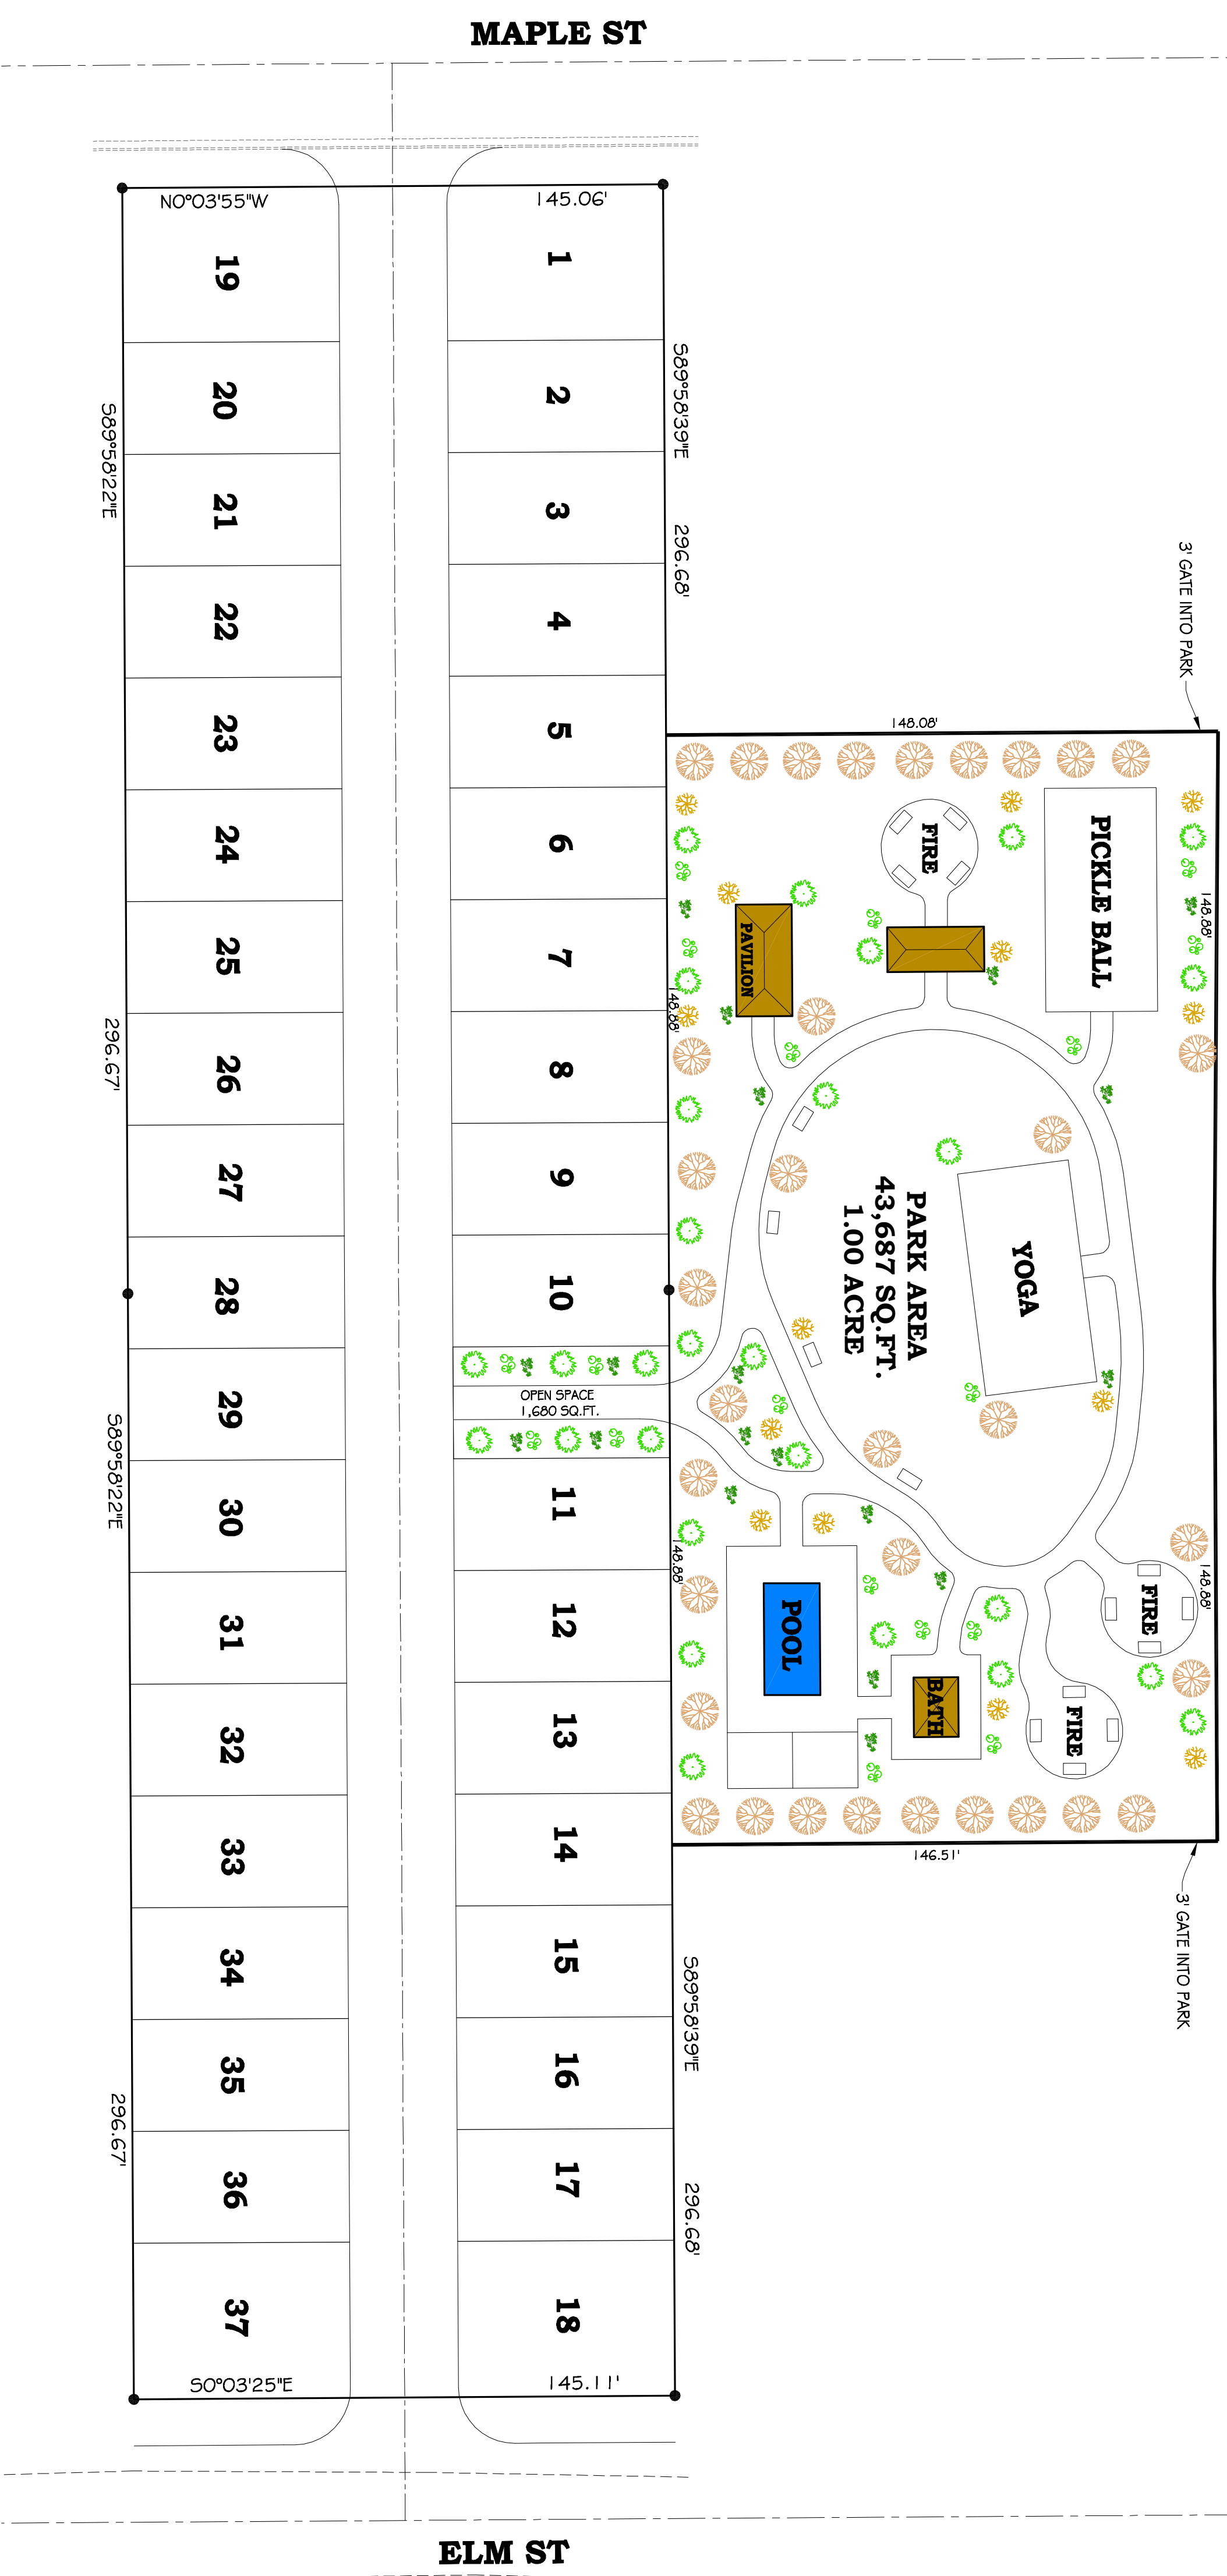 MAPLE ST
N0°03'55"W
145.06'
19
1
20
2
S89°58'39"E
S89°58'22"E
21
3
296.68'
3' GATE INTO PARK
22
4
23
5
148.08'
24
6
FIRE
PICKLE BALL
148.88'
25
7
PAVILION
148.88'
296.67'
26
8
27
9
PARK AREA
43,687 SQ.FT.
1.00 ACRE
YOGA
28
10
OPEN SPACE
1,680 SQ.FT.
29
S89°58'22"E
30
11
148.88'
148.88'
31
12
POOL
FIRE
32
13
BATH
FIRE
33
14
146.51'
3' GATE INTO PARK
34
15
S89°58'39"E
35
16
296.67'
36
17
296.68'
37
18
S0°03'25"E
145.11'
ELM ST